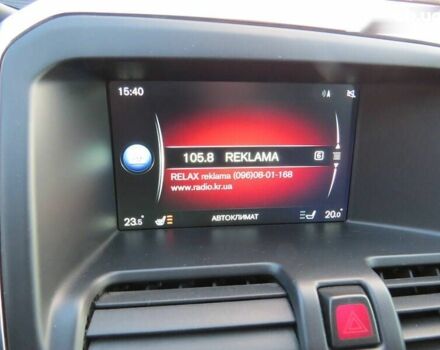 15:40
105.8 REKLAMA 6
RELAX reklama (096)08-01-168
www.radio.kr.ua
23.5° АВТОКЛИМАТ 20.0°